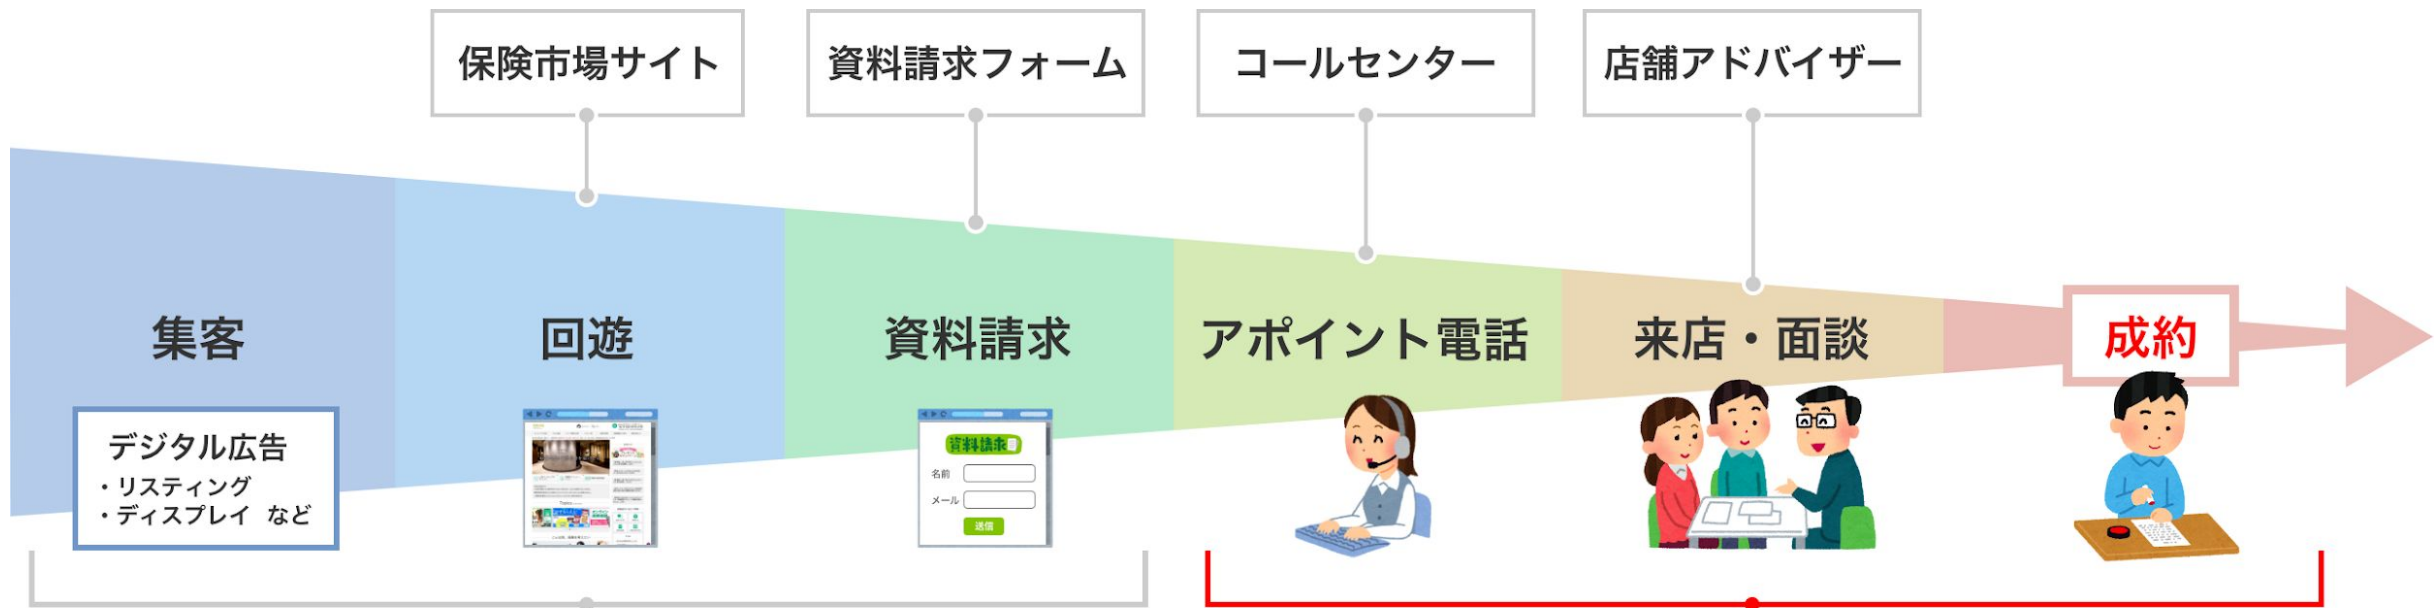 保険市場サイト
資料請求フォーム
コールセンター
店舗アドバイザー
集客
回遊
資料請求
アポイント電話
来店・面談
成約
デジタル広告
・リスティング
・ディスプレイ など
資料請求
名前
メール
送信